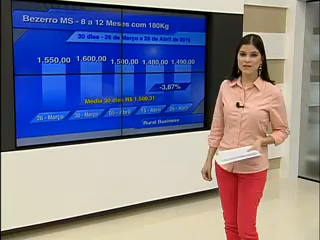 Bezerro MS - 8 a 12 Meses com 180Kg
30 dias - 26 de Março a 26 de Abril de 2015
1.550,00 1.600,00 1.500,00 1.480,00 1.490,00
-3,87%
Média 30 dias R$ 1.506,31
26 - Março
Rural Business